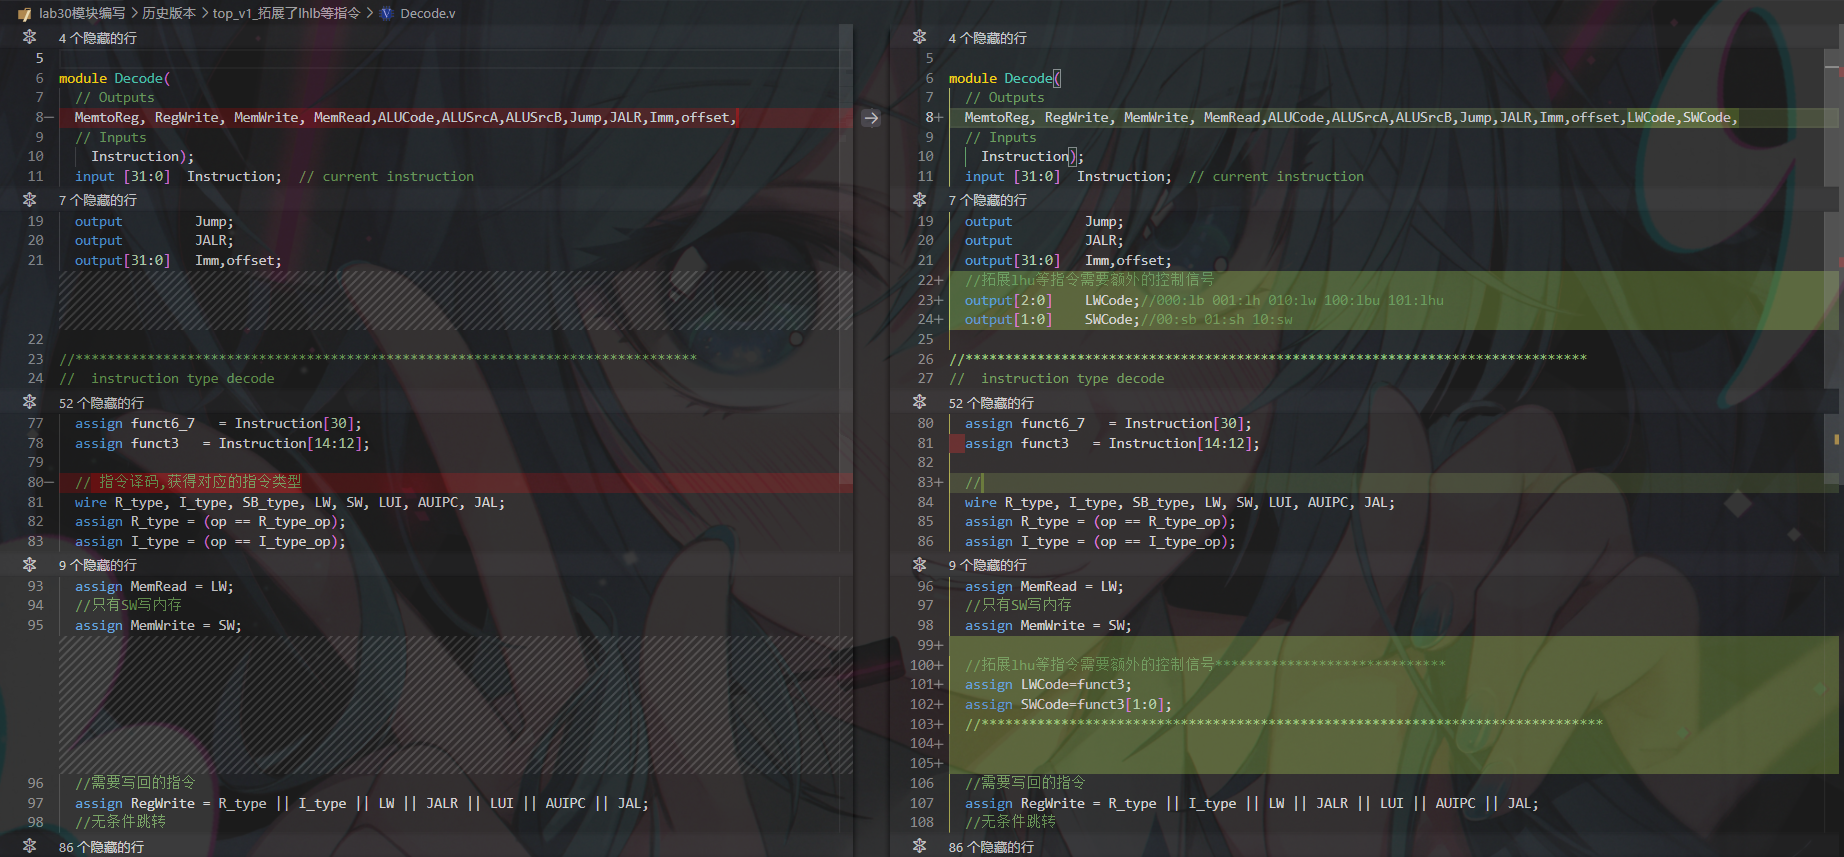 lab30模块编写 > 历史版本 > top_v1_拓展了lhlb等指令 > Decode.v
4 个隐藏的行
5
6 module Decode(
7 // Outputs
8— MemtoReg, RegWrite, MemWrite, MemRead,ALUCode,ALUSrcA,ALUSrcB,Jump,JALR,Imm,offset,
9 // Inputs
10 Instruction);
11 input [31:0] Instruction; // current instruction
7 个隐藏的行
19 output Jump;
20 output JALR;
21 output[31:0] Imm,offset;
22
23 //******************************************************************************
24 // instruction type decode
52 个隐藏的行
77 assign funct6_7 = Instruction[30];
78 assign funct3 = Instruction[14:12];
79
80— // 指令译码,获得对应的指令类型
81 wire R_type, I_type, SB_type, LW, SW, LUI, AUIPC, JAL;
82 assign R_type = (op == R_type_op);
83 assign I_type = (op == I_type_op);
9 个隐藏的行
93 assign MemRead = LW;
94 //只有SW写内存
95 assign MemWrite = SW;
96 //需要写回的指令
97 assign RegWrite = R_type || I_type || LW || JALR || LUI || AUIPC || JAL;
98 //无条件跳转
86 个隐藏的行
4 个隐藏的行
5
6 module Decode(
7 // Outputs
8+ MemtoReg, RegWrite, MemWrite, MemRead,ALUCode,ALUSrcA,ALUSrcB,Jump,JALR,Imm,offset,LWCode,SWCode,
9 // Inputs
10 Instruction);
11 input [31:0] Instruction; // current instruction
7 个隐藏的行
19 output Jump;
20 output JALR;
21 output[31:0] Imm,offset;
22+ //拓展lhu等指令需要额外的控制信号
23+ output[2:0] LWCode;//000:lb 001:lh 010:lw 100:lbu 101:lhu
24+ output[1:0] SWCode;//00:sb 01:sh 10:sw
25
26 //******************************************************************************
27 // instruction type decode
52 个隐藏的行
80 assign funct6_7 = Instruction[30];
81 assign funct3 = Instruction[14:12];
82
83+ //
84 wire R_type, I_type, SB_type, LW, SW, LUI, AUIPC, JAL;
85 assign R_type = (op == R_type_op);
86 assign I_type = (op == I_type_op);
9 个隐藏的行
96 assign MemRead = LW;
97 //只有SW写内存
98 assign MemWrite = SW;
99+
100+ //拓展lhu等指令需要额外的控制信号*****************************
101+ assign LWCode=funct3;
102+ assign SWCode=funct3[1:0];
103+ //******************************************************************************
104+
105+
106 //需要写回的指令
107 assign RegWrite = R_type || I_type || LW || JALR || LUI || AUIPC || JAL;
108 //无条件跳转
86 个隐藏的行